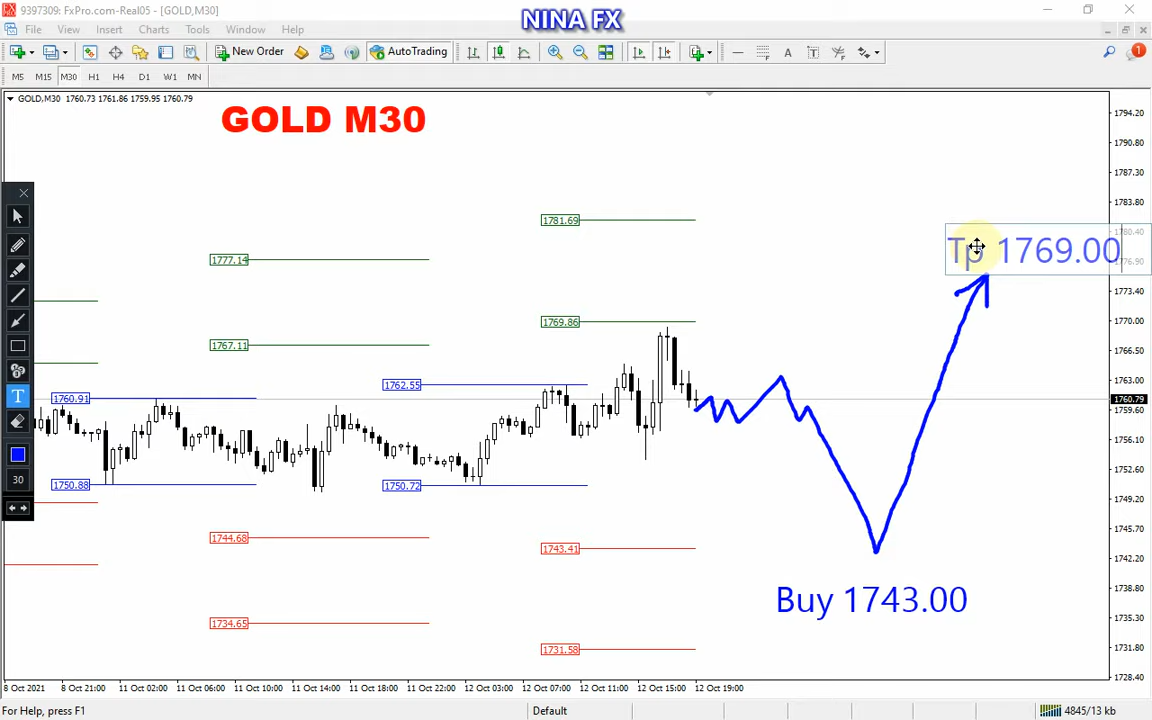 9397309: FxPro.com-Real05 - [GOLD,M30]
NINA FX
File View Insert Charts Tools Window Help
New Order
AutoTrading
1
M5 M15 M30 H1 H4 D1 W1 MN
GOLD,M30 1760.73 1761.86 1759.95 1760.79
GOLD M30
1794.20
1790.80
1787.30
1783.80
1781.69
1780.40
Tp 1769.00
1777.14
1776.90
1773.40
1769.86
1770.00
1767.11
1766.50
1762.55
1763.00
1760.91
1760.79
1759.60
1756.10
1752.60
1750.88
1750.72
30
1749.20
1745.70
1744.68
1743.41
1742.20
1738.80
Buy 1743.00
1735.30
1734.65
1731.58
1731.80
1728.40
8 Oct 2021 8 Oct 21:00 11 Oct 02:00 11 Oct 06:00 11 Oct 10:00 11 Oct 14:00 11 Oct 18:00 11 Oct 22:00 12 Oct 03:00 12 Oct 07:00 12 Oct 11:00 12 Oct 15:00 12 Oct 19:00
For Help, press F1
Default
4845/13 kb